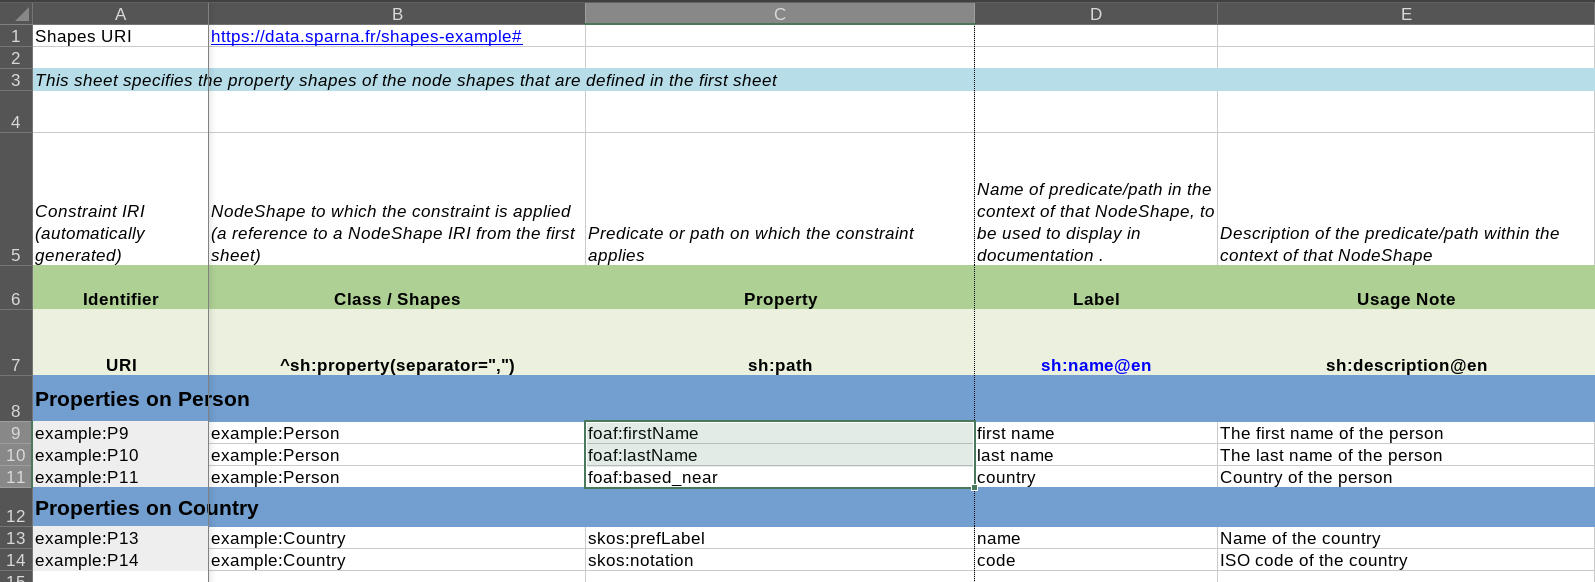 A B C D E
1 Shapes URI https://data.sparna.fr/shapes-example#
2
3 This sheet specifies the property shapes of the node shapes that are defined in the first sheet
4
Name of predicate/path in the
Constraint IRI NodeShape to which the constraint is applied context of that NodeShape, to
(automatically (a reference to a NodeShape IRI from the first Predicate or path on which the constraint be used to display in Description of the predicate/path within the
5 generated) sheet) applies documentation . context of that NodeShape
6 Identifier Class / Shapes Property Label Usage Note
7 URI ^sh:property(separator=",") sh:path sh:name@en sh:description@en
8 Properties on Person
9 example:P9 example:Person foaf:firstName first name The first name of the person
10 example:P10 example:Person foaf:lastName last name The last name of the person
11 example:P11 example:Person foaf:based_near country Country of the person
12 Properties on Country
13 example:P13 example:Country skos:prefLabel name Name of the country
14 example:P14 example:Country skos:notation code ISO code of the country
15